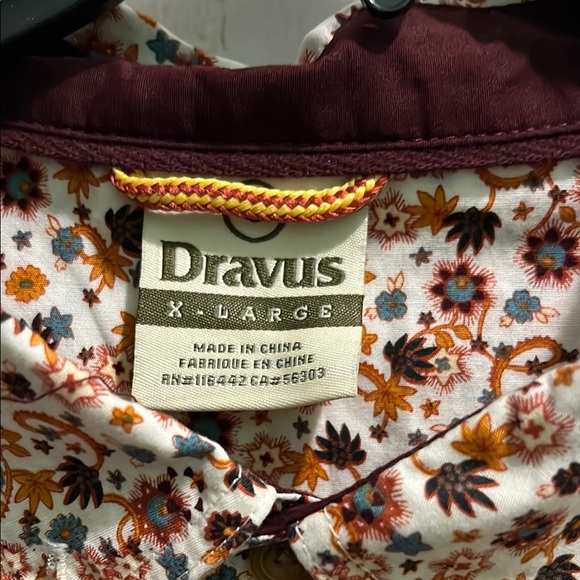 Dravus
X-LARGE
MADE IN CHINA
FABRIQUE EN CHINE
RN#116442 CA#56303